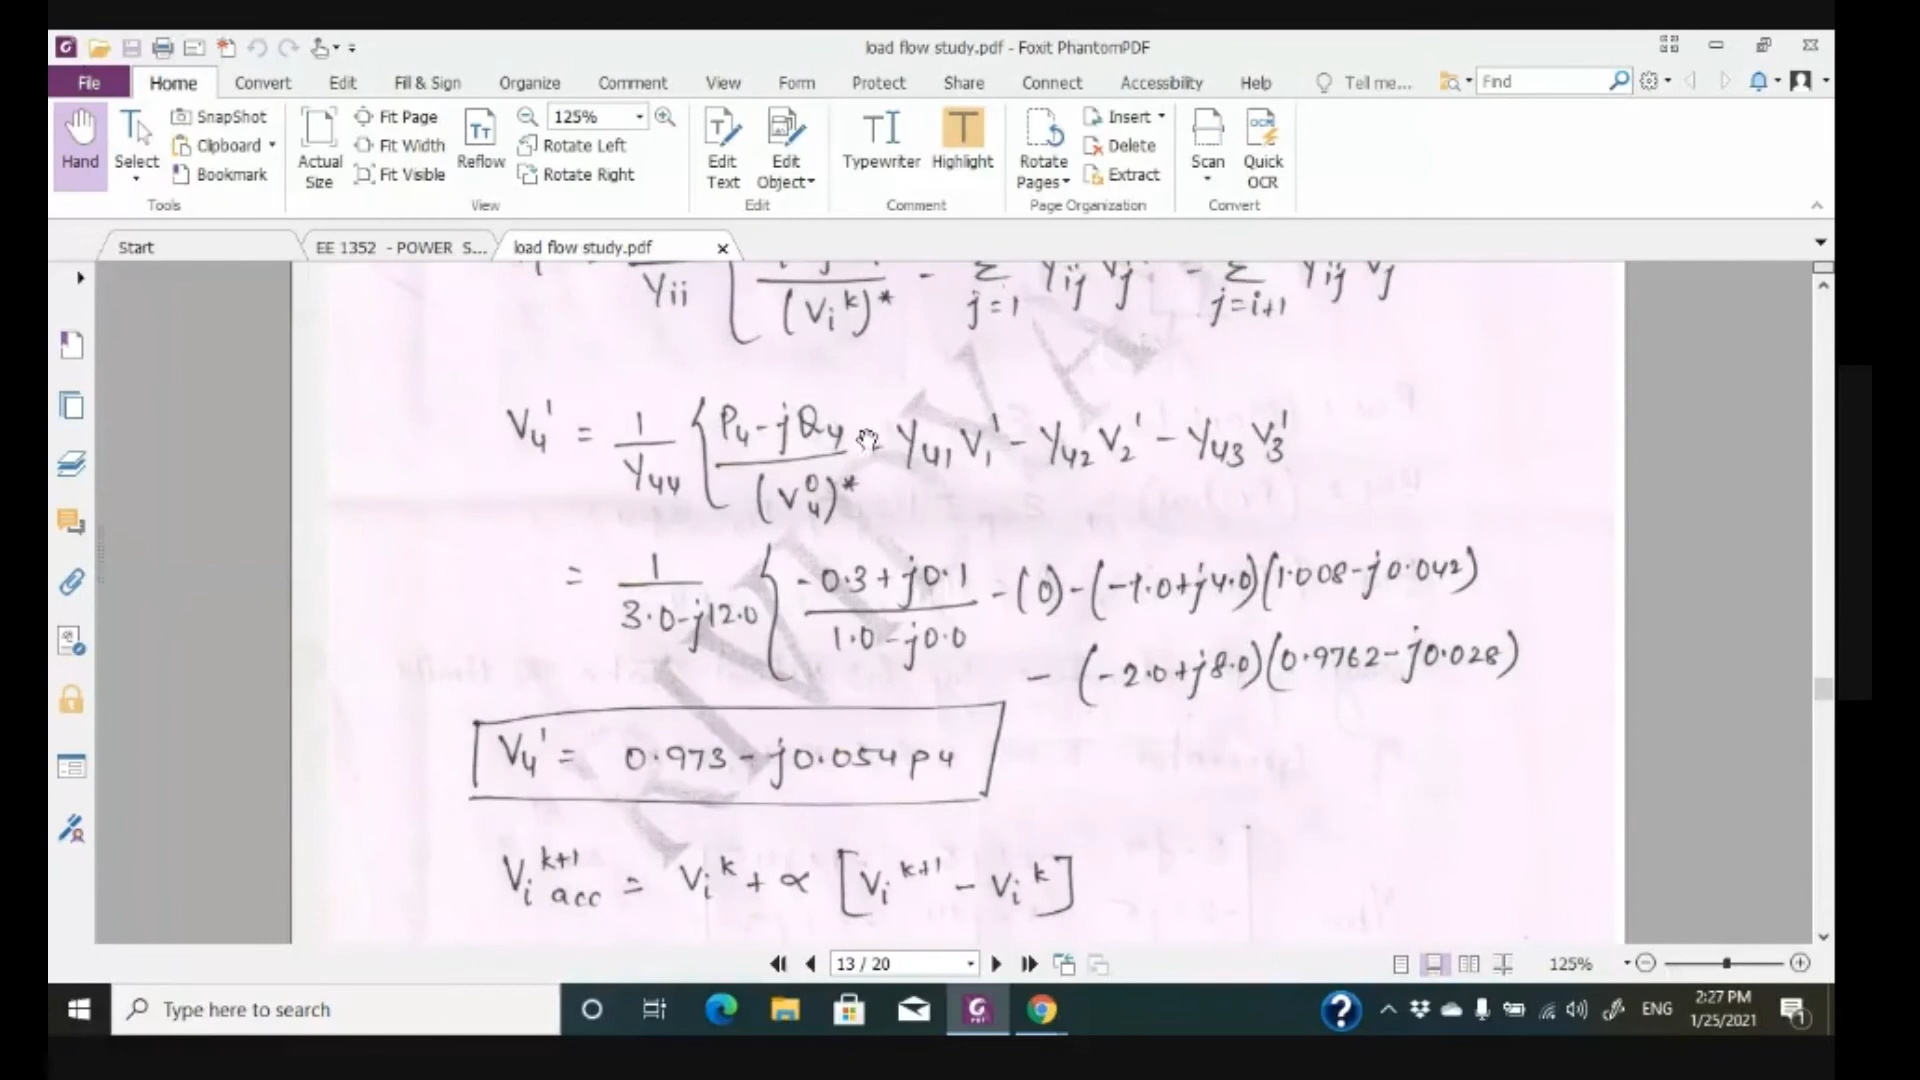 load flow study.pdf - Foxit PhantomPDF
File Home Convert Edit Fill & Sign Organize Comment View Form Protect Share Connect Accessibility Help Tell me... Find
Hand Select SnapShot Clipboard Bookmark Actual Size Fit Page Fit Width Fit Visible Reflow 125% Rotate Left Rotate Right Edit Text Edit Object Typewriter Highlight Rotate Pages Insert Delete Extract Scan Quick OCR
Tools View Edit Comment Page Organization Convert
Start EE 1352 - POWER S... load flow study.pdf
Yii (Vi^k)* - Σ j=1 Yij Vj - Σ j=i+1 Yij Vj
V4^1 = 1/Y44 { (P4 - jQ4)/(V4^0)* - Y41 V1^1 - Y42 V2^1 - Y43 V3^1
= 1/(3.0-j12.0) { (-0.3+j0.1)/(1.0-j0.0) - (0) - (-1.0+j4.0)(1.008-j0.042)
- (-2.0+j8.0)(0.9762-j0.028)
V4^1 = 0.973 - j0.054 pu
Vi^k+1 acc = Vi^k + α [Vi^k+1 - Vi^k]
13 / 20 125%
Type here to search ENG 2:27 PM
1/25/2021